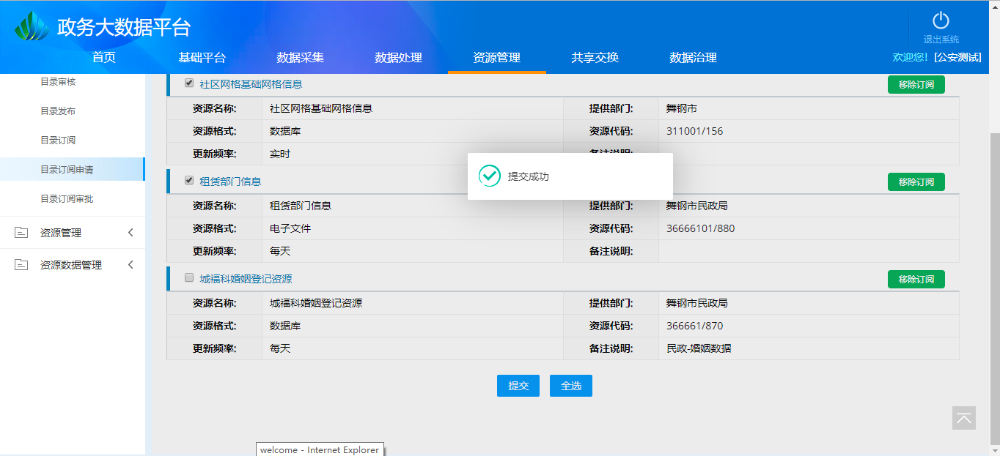 政务大数据平台
退出系统
首页 基础平台 数据采集 数据处理 资源管理 共享交换 数据治理 欢迎您! [公安测试]
目录审核
目录发布
目录订阅
目录订阅申请
目录订阅审批
资源管理
资源数据管理
社区网格基础网格信息 移除订阅
资源名称: 社区网格基础网格信息 提供部门: 舞钢市
资源格式: 数据库 资源代码: 311001/156
更新频率: 实时 备注说明:
提交成功
租赁部门信息 移除订阅
资源名称: 租赁部门信息 提供部门: 舞钢市民政局
资源格式: 电子文件 资源代码: 36666101/880
更新频率: 每天 备注说明:
城福科婚姻登记资源 移除订阅
资源名称: 城福科婚姻登记资源 提供部门: 舞钢市民政局
资源格式: 数据库 资源代码: 366661/870
更新频率: 每天 备注说明: 民政-婚姻数据
提交 全选
welcome - Internet Explorer